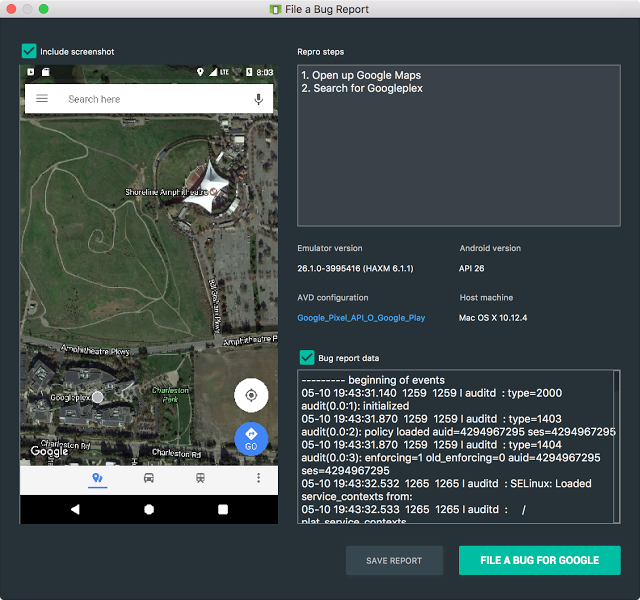 File a Bug Report
Include screenshot
LTE 8:03
Search here
Shoreline Amphitheatre
Bill Graham Pkwy
Amphitheatre Pkwy
Amphitheatre P
Googleplex
Charleston
Park
Charleston Rd
Charleston Rd
Google
GO
Repro steps
1. Open up Google Maps
2. Search for Googleplex
Emulator version
Android version
26.1.0-3995416 (HAXM 6.1.1)
API 26
AVD configuration
Host machine
Google_Pixel_API_O_Google_Play
Mac OS X 10.12.4
Bug report data
--------- beginning of events
05-10 19:43:31.140 1259 1259 I auditd : type=2000
audit(0.0:1): initialized
05-10 19:43:31.870 1259 1259 I auditd : type=1403
audit(0.0:2): policy loaded auid=4294967295 ses=4294967295
05-10 19:43:31.870 1259 1259 I auditd : type=1404
audit(0.0:3): enforcing=1 old_enforcing=0 auid=4294967295
ses=4294967295
05-10 19:43:32.532 1265 1265 I auditd : SELinux: Loaded
service_contexts from:
05-10 19:43:32.533 1265 1265 I auditd : /
plat_service_contexts
SAVE REPORT
FILE A BUG FOR GOOGLE